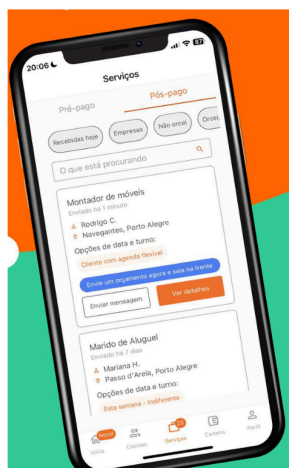 20:06
87
Serviços
Pré-pago
Pós-pago
Recebidas hoje
Empresas
Não orcei
O que está procurando
Montador de móveis
Enviado há 1 minuto
Rodrigo C.
Navegantes, Porto Alegre
Opções de data e turno:
Cliente com agenda flexível
Envie um orçamento agora e saia na frente
Enviar mensagem
Ver detalhes
Marido de Aluguel
Enviado há 7 dias
Mariana H.
Passo d'Areia, Porto Alegre
Opções de data e turno:
Esta semana - Indiferente
Novo!
Início
Clientes
Serviços
Carteira
Perfil